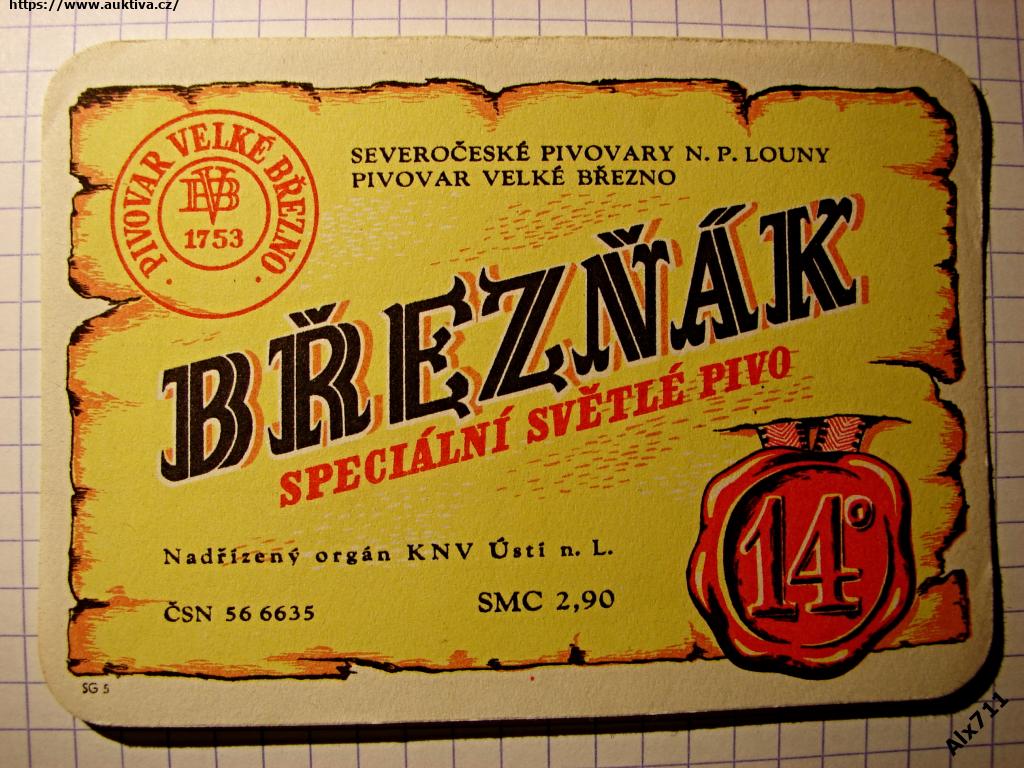 https://www.auktiva.cz/
PIVOVAR VELKÉ BŘEZNO
VB
1753
SEVEROČESKÉ PIVOVARY N. P. LOUNY
PIVOVAR VELKÉ BŘEZNO
BŘEZŇÁK
SPECIÁLNÍ SVĚTLÉ PIVO
14°
Nadřízený orgán KNV Ústí n. L.
ČSN 56 6635
SMC 2,90
SG 5
Alx711